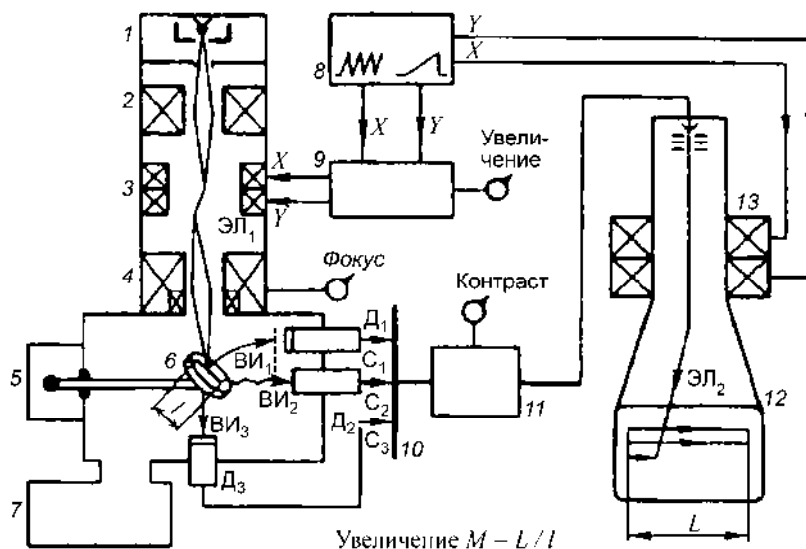 1
2
3
4
5
6
7
8
9
X
Y
Y
X
X
Y
ЭЛ₁
Увели-
чение
Фокус
Контраст
ВИ₁
ВИ₂
ВИ₃
l
Д₁
С₁
С₂
Д₂
С₃
Д₃
10
11
13
ЭЛ₂
12
L
Увеличение M – L / l